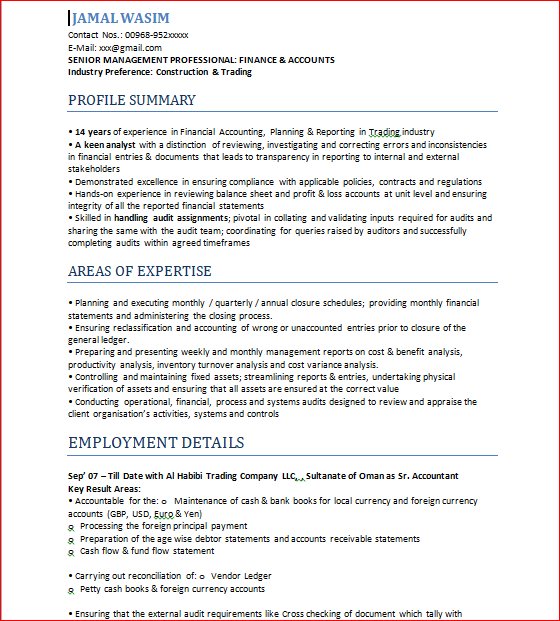 JAMAL WASIM
Contact Nos.: 00968-952xxxxx
E-Mail: xxx@gmail.com
SENIOR MANAGEMENT PROFESSIONAL: FINANCE & ACCOUNTS
Industry Preference: Construction & Trading
PROFILE SUMMARY
• 14 years of experience in Financial Accounting, Planning & Reporting in Trading industry
• A keen analyst with a distinction of reviewing, investigating and correcting errors and inconsistencies
in financial entries & documents that leads to transparency in reporting to internal and external
stakeholders
• Demonstrated excellence in ensuring compliance with applicable policies, contracts and regulations
• Hands-on experience in reviewing balance sheet and profit & loss accounts at unit level and ensuring
integrity of all the reported financial statements
• Skilled in handling audit assignments; pivotal in collating and validating inputs required for audits and
sharing the same with the audit team; coordinating for queries raised by auditors and successfully
completing audits within agreed timeframes
AREAS OF EXPERTISE
• Planning and executing monthly / quarterly / annual closure schedules; providing monthly financial
statements and administering the closing process.
• Ensuring reclassification and accounting of wrong or unaccounted entries prior to closure of the
general ledger.
• Preparing and presenting weekly and monthly management reports on cost & benefit analysis,
productivity analysis, inventory turnover analysis and cost variance analysis.
• Controlling and maintaining fixed assets; streamlining reports & entries, undertaking physical
verification of assets and ensuring that all assets are ensured at the correct value
• Conducting operational, financial, process and systems audits designed to review and appraise the
client organisation's activities, systems and controls
EMPLOYMENT DETAILS
Sep' 07 – Till Date with Al Habibi Trading Company LLC,., Sultanate of Oman as Sr. Accountant
Key Result Areas:
• Accountable for the: o Maintenance of cash & bank books for local currency and foreign currency
accounts (GBP, USD, Euro & Yen)
o Processing the foreign principal payment
o Preparation of the age wise debtor statements and accounts receivable statements
o Cash flow & fund flow statement
• Carrying out reconciliation of: o Vendor Ledger
o Petty cash books & foreign currency accounts
• Ensuring that the external audit requirements like Cross checking of document which tally with